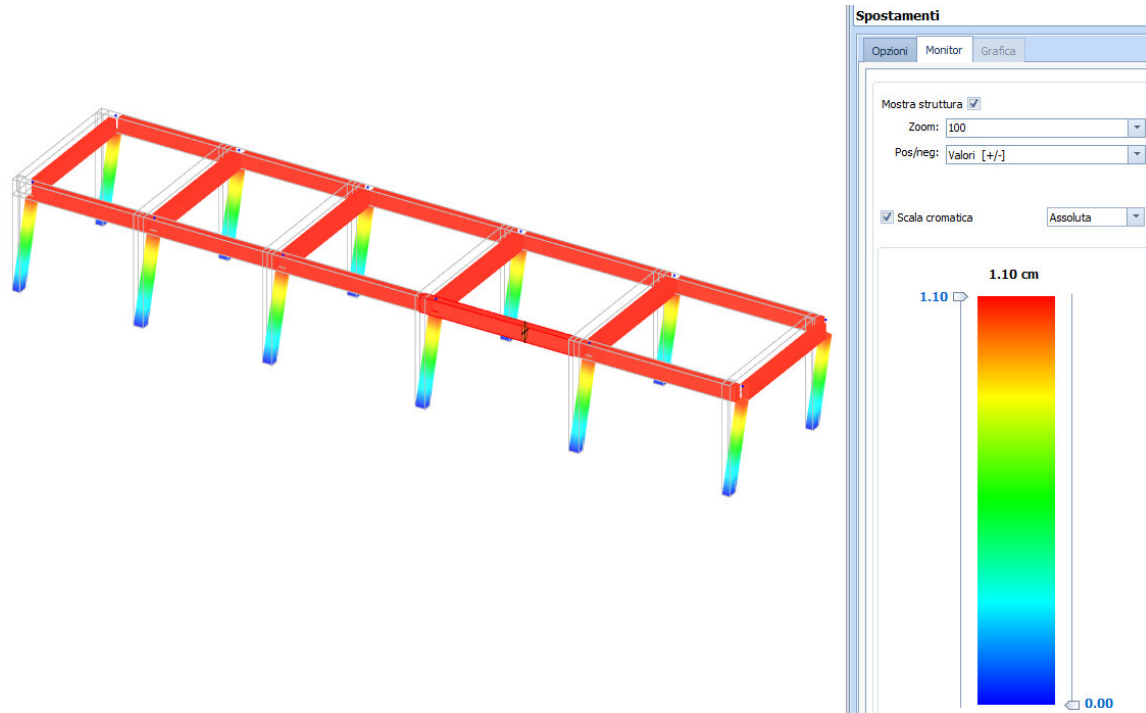 Spostamenti
Opzioni Monitor Grafica
Mostra struttura
Zoom: 100
Pos/neg: Valori [+/-]
Scala cromatica Assoluta
1.10 cm
1.10
0.00